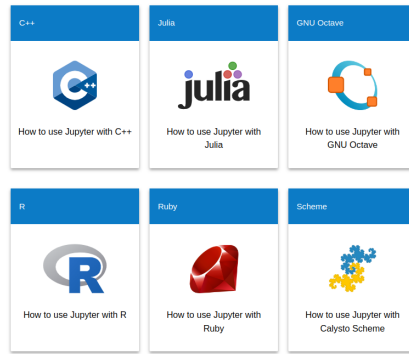 C++
Julia
GNU Octave
C++
julia
How to use Jupyter with C++
How to use Jupyter with
Julia
How to use Jupyter with
GNU Octave
R
Ruby
Scheme
R
How to use Jupyter with R
How to use Jupyter with
Ruby
How to use Jupyter with
Calysto Scheme